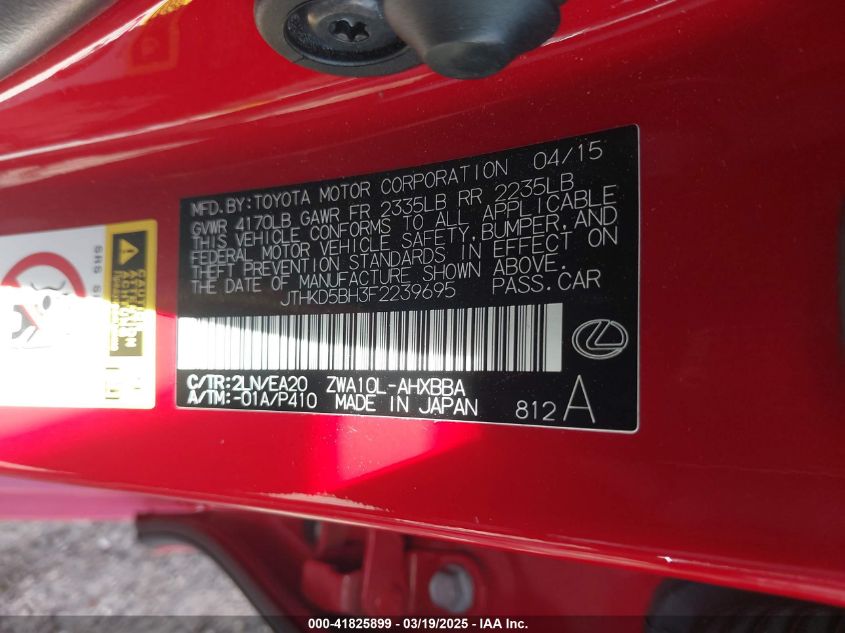 MFD. BY: TOYOTA MOTOR CORPORATION 04/15
GVWR 4170LB GAWR FR 2335LB RR 2235LB
THIS VEHICLE CONFORMS TO ALL APPLICABLE
FEDERAL MOTOR VEHICLE SAFETY, BUMPER, AND
THEFT PREVENTION STANDARDS IN EFFECT ON
THE DATE OF MANUFACTURE SHOWN ABOVE.
JTHKD5BH3F2239695 PASS. CAR
C/TR: 2LN/EA20 ZWA10L-AHXBBA
A/TM: -01A/P410 MADE IN JAPAN 812 A
SRS
000-41825899 - 03/19/2025 - IAA Inc.